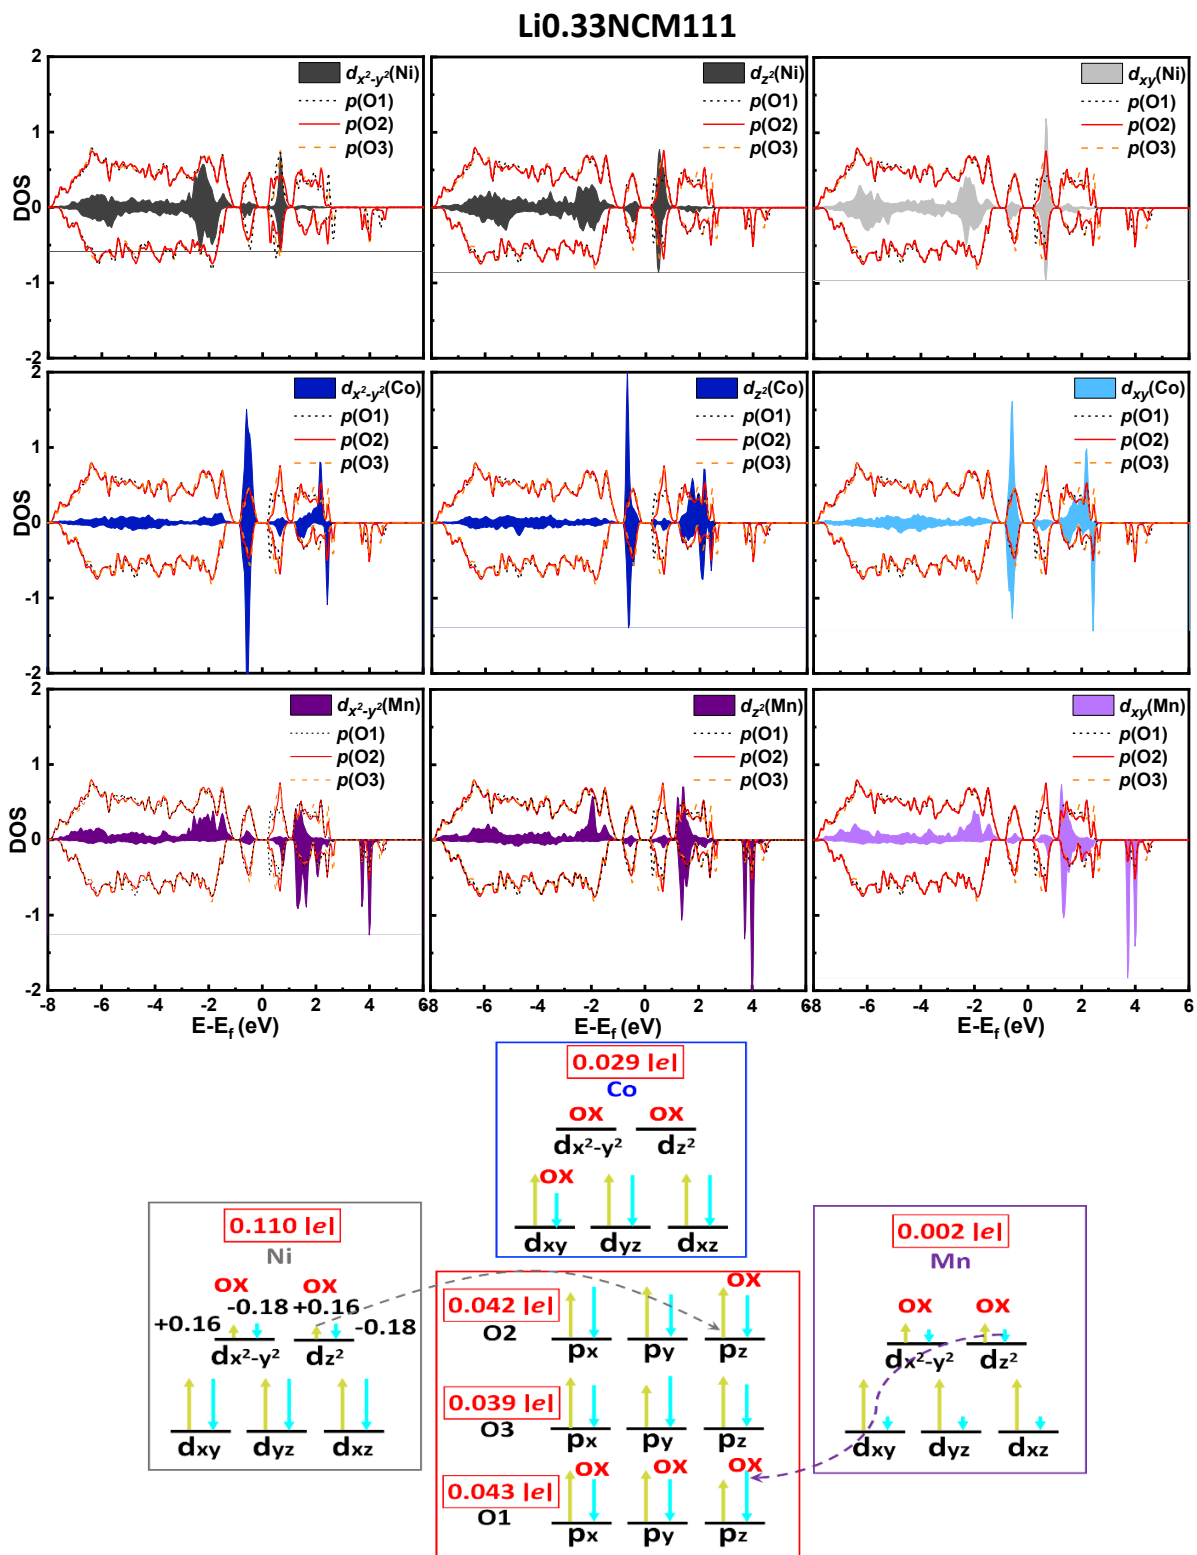 Li0.33NCM111
2
1
0
-1
-2
DOS
dx²-y²(Ni)
p(O1)
p(O2)
p(O3)
dz²(Ni)
p(O1)
p(O2)
p(O3)
dxy(Ni)
p(O1)
p(O2)
p(O3)
2
1
0
-1
-2
DOS
dx²-y²(Co)
p(O1)
p(O2)
p(O3)
dz²(Co)
p(O1)
p(O2)
p(O3)
dxy(Co)
p(O1)
p(O2)
p(O3)
2
1
0
-1
-2
DOS
dx²-y²(Mn)
p(O1)
p(O2)
p(O3)
dz²(Mn)
p(O1)
p(O2)
p(O3)
dxy(Mn)
p(O1)
p(O2)
p(O3)
-8 -6 -4 -2 0 2 4 6
-8 -6 -4 -2 0 2 4 6
-8 -6 -4 -2 0 2 4 6
E-Ef (eV)
E-Ef (eV)
E-Ef (eV)
0.029 |e|
Co
ox ox
dx²-y² dz²
ox
dxy dyz dxz
0.110 |e|
Ni
ox ox
+0.16 -0.18 +0.16 -0.18
dx²-y² dz²
dxy dyz dxz
0.002 |e|
Mn
ox ox
dx²-y² dz²
dxy dyz dxz
ox
0.042 |e|
O2
px py pz
0.039 |e|
O3
px py pz
ox ox ox
0.043 |e|
O1
px py pz